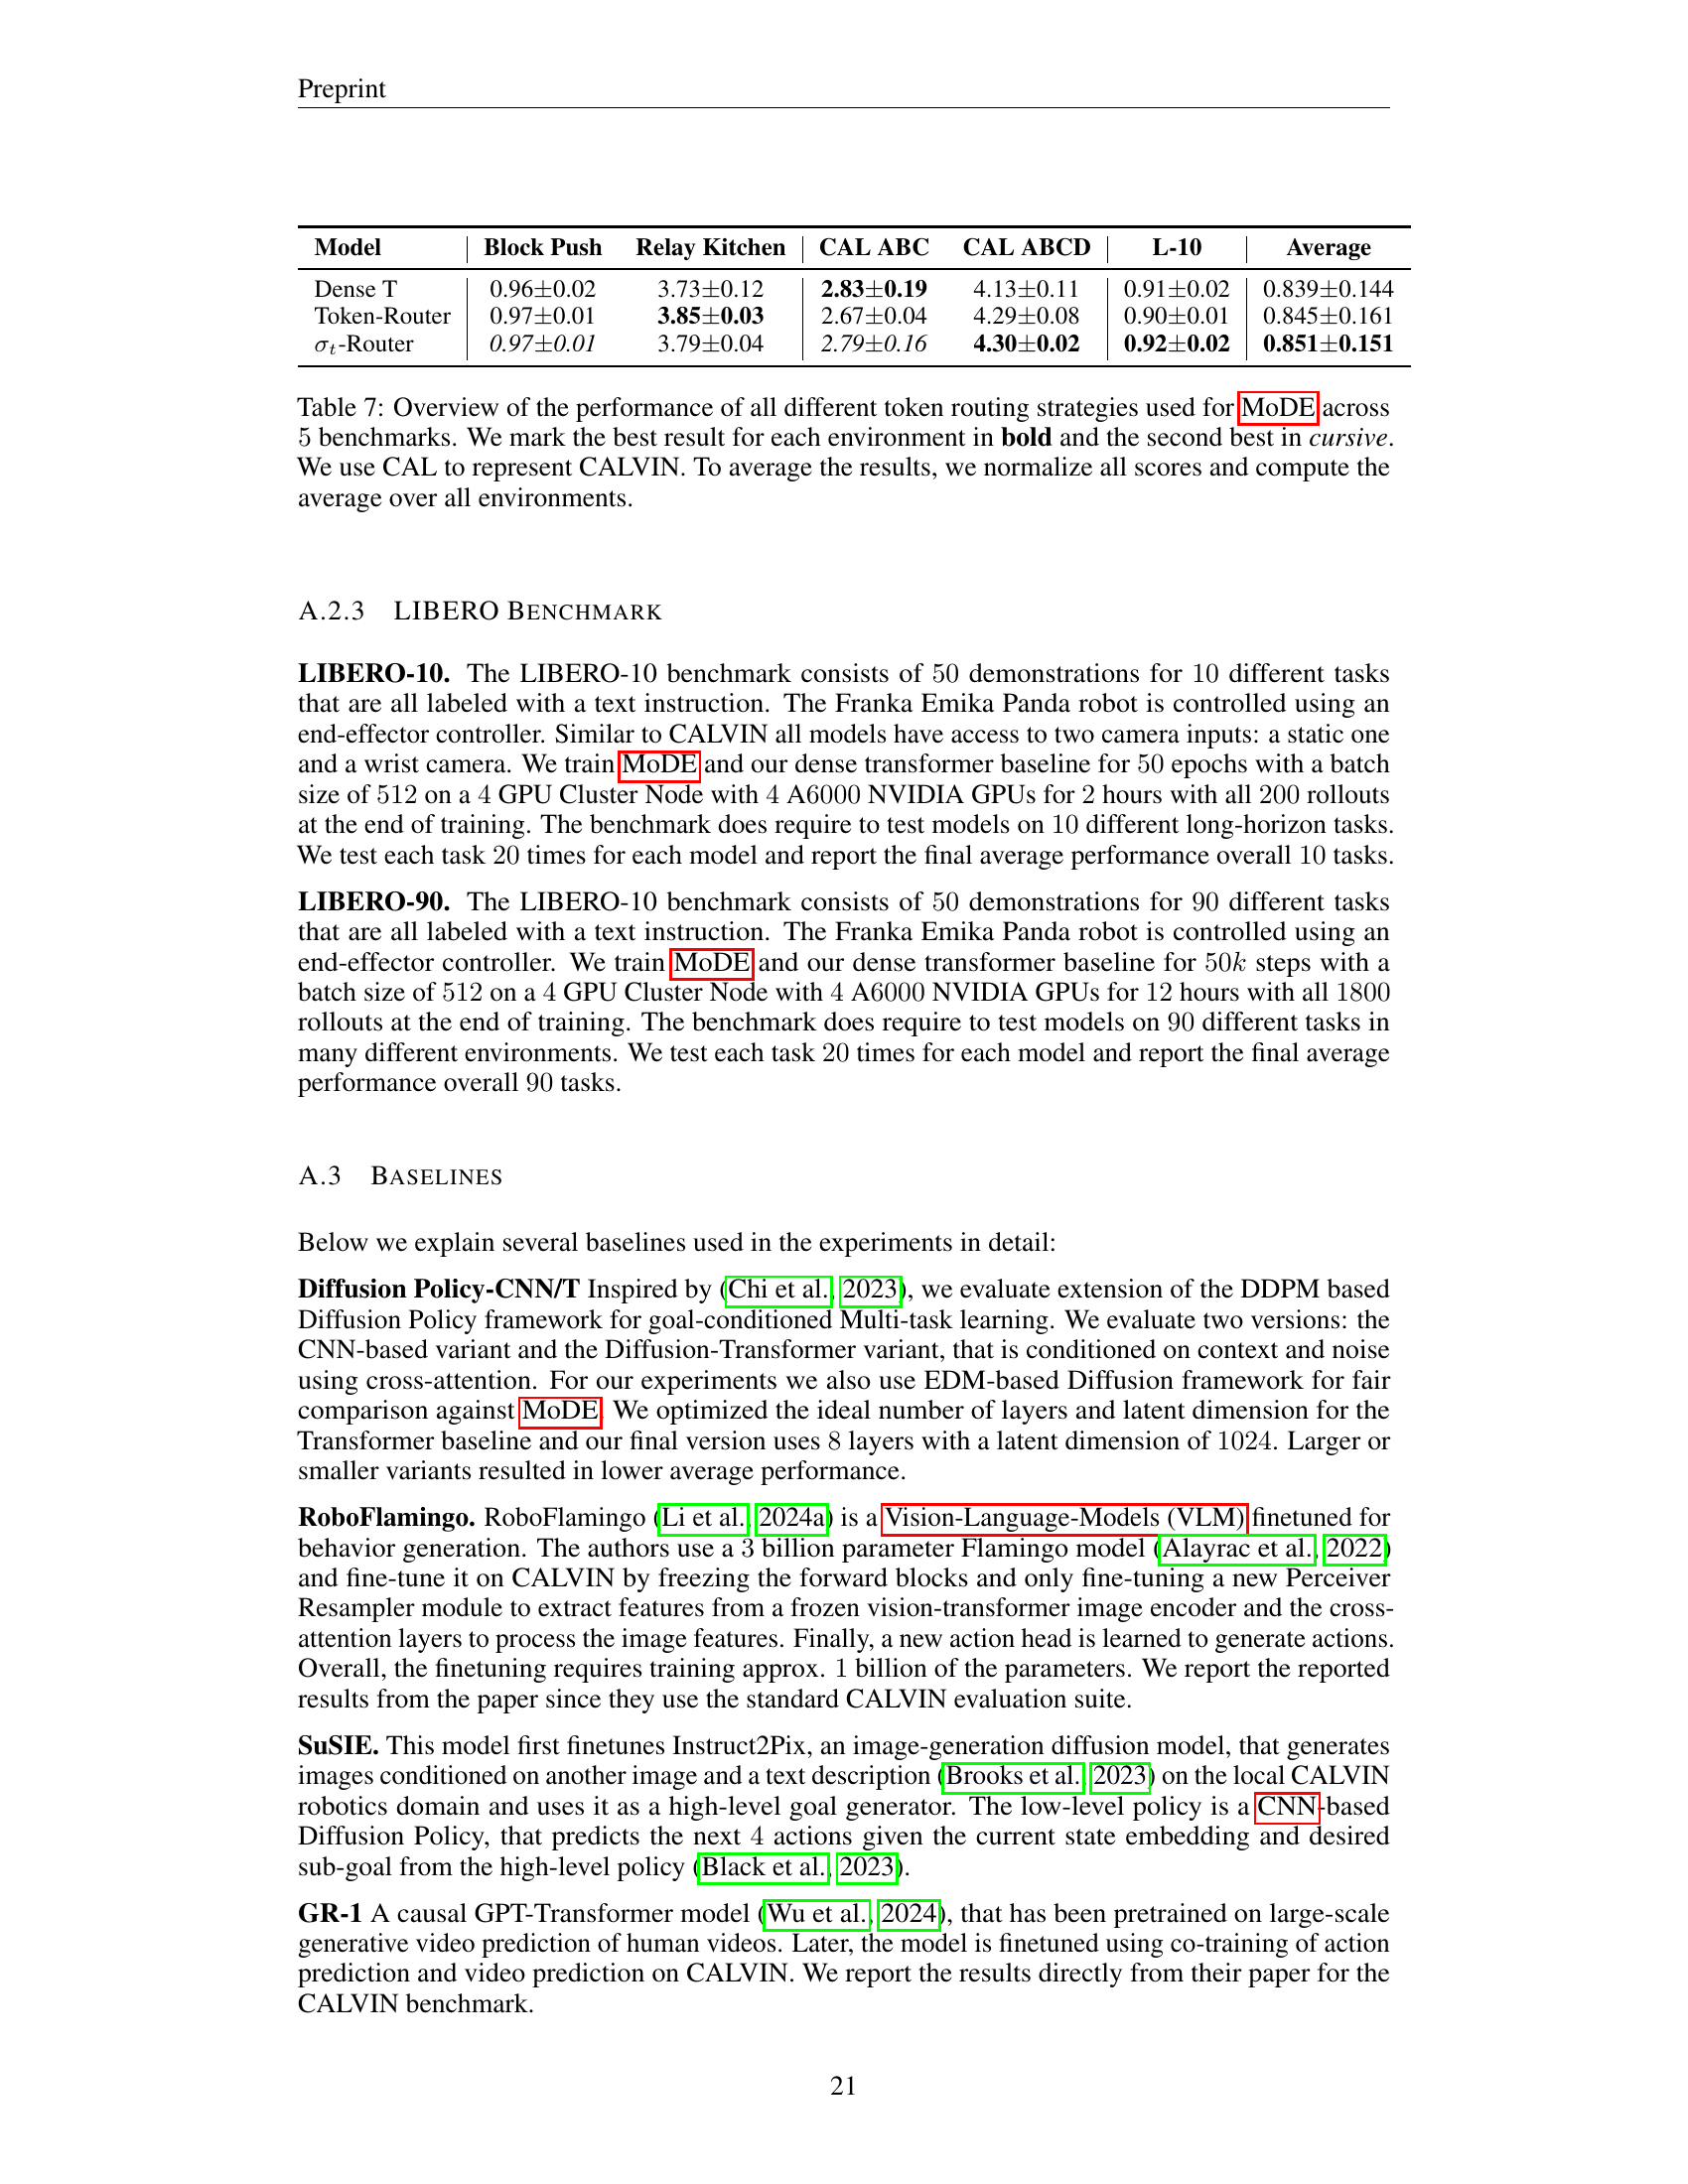 Preprint
Model Block Push Relay Kitchen CAL ABC CAL ABCD L-10 Average
Dense T 0.96±0.02 3.73±0.12 2.83±0.19 4.13±0.11 0.91±0.02 0.839±0.144
Token-Router 0.97±0.01 3.85±0.03 2.67±0.04 4.29±0.08 0.90±0.01 0.845±0.161
σt-Router 0.97±0.01 3.79±0.04 2.79±0.16 4.30±0.02 0.92±0.02 0.851±0.151
Table 7: Overview of the performance of all different token routing strategies used for MoDE across
5 benchmarks. We mark the best result for each environment in bold and the second best in cursive.
We use CAL to represent CALVIN. To average the results, we normalize all scores and compute the
average over all environments.
A.2.3 LIBERO BENCHMARK
LIBERO-10. The LIBERO-10 benchmark consists of 50 demonstrations for 10 different tasks
that are all labeled with a text instruction. The Franka Emika Panda robot is controlled using an
end-effector controller. Similar to CALVIN all models have access to two camera inputs: a static one
and a wrist camera. We train MoDE and our dense transformer baseline for 50 epochs with a batch
size of 512 on a 4 GPU Cluster Node with 4 A6000 NVIDIA GPUs for 2 hours with all 200 rollouts
at the end of training. The benchmark does require to test models on 10 different long-horizon tasks.
We test each task 20 times for each model and report the final average performance overall 10 tasks.
LIBERO-90. The LIBERO-10 benchmark consists of 50 demonstrations for 90 different tasks
that are all labeled with a text instruction. The Franka Emika Panda robot is controlled using an
end-effector controller. We train MoDE and our dense transformer baseline for 50k steps with a
batch size of 512 on a 4 GPU Cluster Node with 4 A6000 NVIDIA GPUs for 12 hours with all 1800
rollouts at the end of training. The benchmark does require to test models on 90 different tasks in
many different environments. We test each task 20 times for each model and report the final average
performance overall 90 tasks.
A.3 BASELINES
Below we explain several baselines used in the experiments in detail:
Diffusion Policy-CNN/T Inspired by (Chi et al., 2023), we evaluate extension of the DDPM based
Diffusion Policy framework for goal-conditioned Multi-task learning. We evaluate two versions: the
CNN-based variant and the Diffusion-Transformer variant, that is conditioned on context and noise
using cross-attention. For our experiments we also use EDM-based Diffusion framework for fair
comparison against MoDE. We optimized the ideal number of layers and latent dimension for the
Transformer baseline and our final version uses 8 layers with a latent dimension of 1024. Larger or
smaller variants resulted in lower average performance.
RoboFlamingo. RoboFlamingo (Li et al., 2024a) is a Vision-Language-Models (VLM) finetuned for
behavior generation. The authors use a 3 billion parameter Flamingo model (Alayrac et al., 2022)
and fine-tune it on CALVIN by freezing the forward blocks and only fine-tuning a new Perceiver
Resampler module to extract features from a frozen vision-transformer image encoder and the cross-
attention layers to process the image features. Finally, a new action head is learned to generate actions.
Overall, the finetuning requires training approx. 1 billion of the parameters. We report the reported
results from the paper since they use the standard CALVIN evaluation suite.
SuSIE. This model first finetunes Instruct2Pix, an image-generation diffusion model, that generates
images conditioned on another image and a text description (Brooks et al., 2023) on the local CALVIN
robotics domain and uses it as a high-level goal generator. The low-level policy is a CNN-based
Diffusion Policy, that predicts the next 4 actions given the current state embedding and desired
sub-goal from the high-level policy (Black et al., 2023).
GR-1 A causal GPT-Transformer model (Wu et al., 2024), that has been pretrained on large-scale
generative video prediction of human videos. Later, the model is finetuned using co-training of action
prediction and video prediction on CALVIN. We report the results directly from their paper for the
CALVIN benchmark.
21